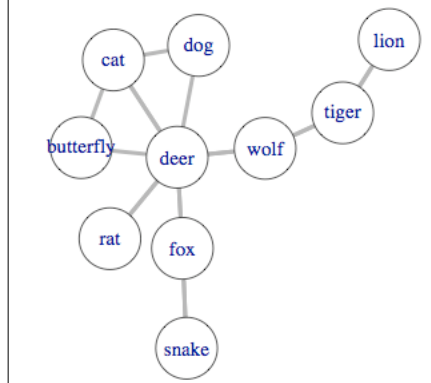 lion
dog
cat
tiger
butterfly
deer
wolf
rat
fox
snake